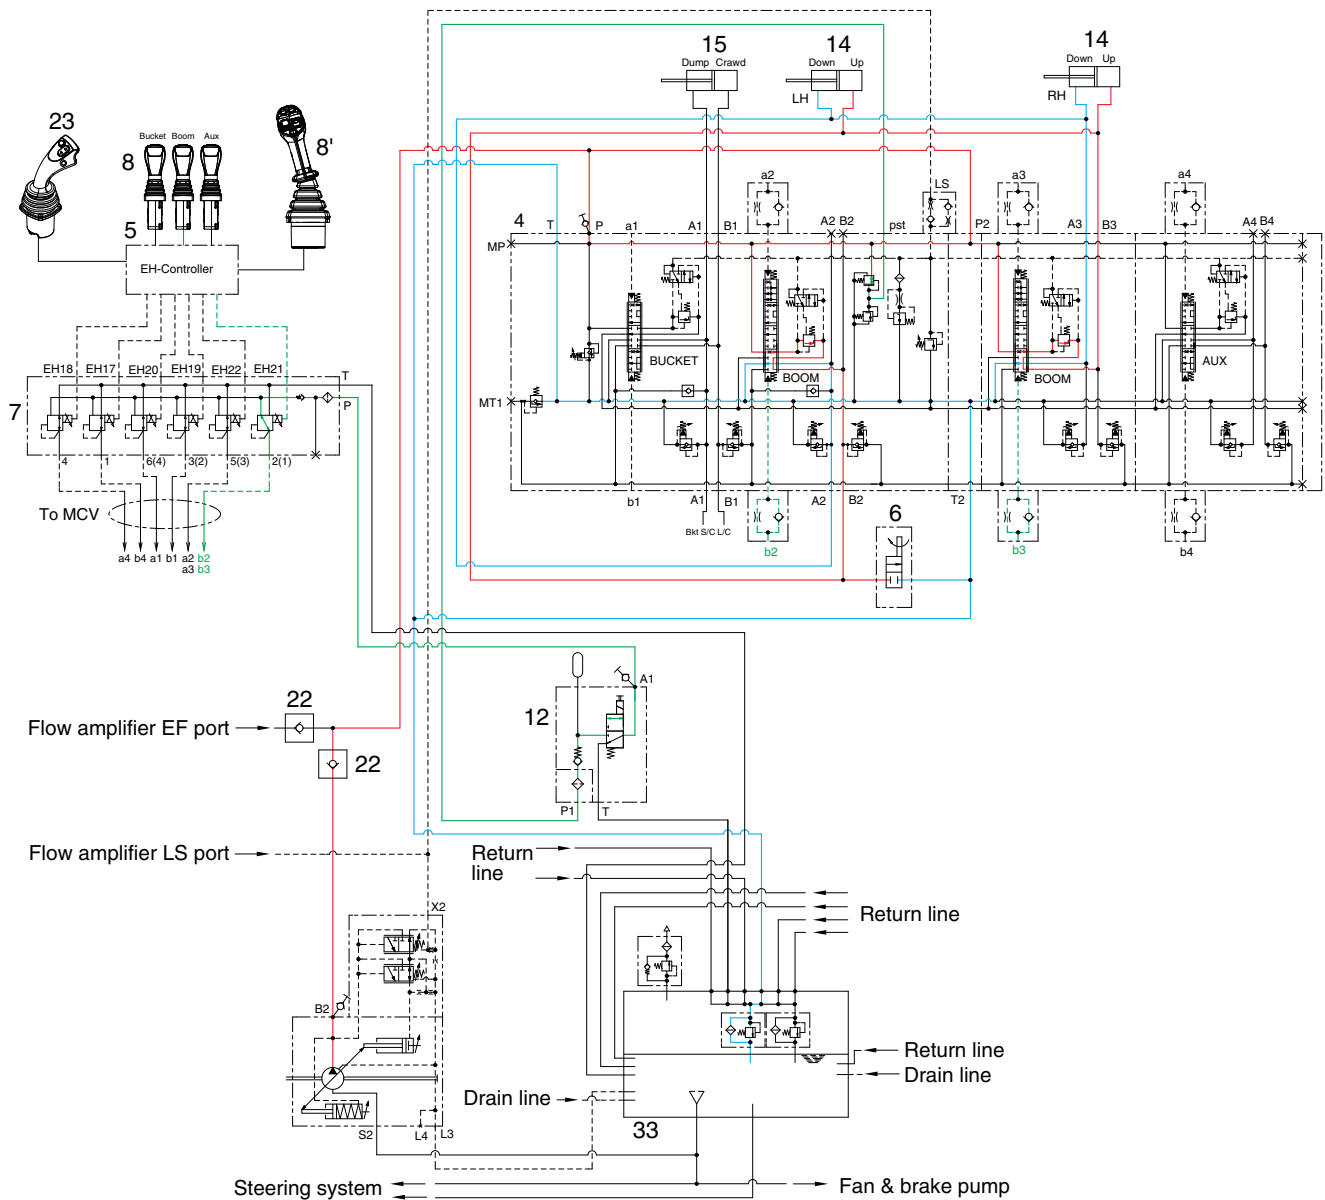 15
14
14
Dump Crawd
Down Up
Down Up
LH
RH
23
8
Bucket Boom Aux
8'
5
EH-Controller
a2
LS
a3
a4
4
T
P
a1
A1
B1
A2 B2
pst
P2
A3
B3
A4 B4
MP
BUCKET
BOOM
BOOM
AUX
MT1
EH18
EH17
EH20
EH19
EH22
EH21
T
P
7
4
1
6(4)
3(2)
5(3)
2(1)
To MCV
a4 b4 a1 b1 a2 b2
a3 b3
b1
A1
B1
A2
B2
T2
Bkt S/C L/C
6
b2
b3
b4
A1
12
P1
T
22
Flow amplifier EF port
22
Flow amplifier LS port
Return
line
Return line
X2
B2
Return line
Drain line
Drain line
33
S2
L4
L3
Steering system
Fan & brake pump